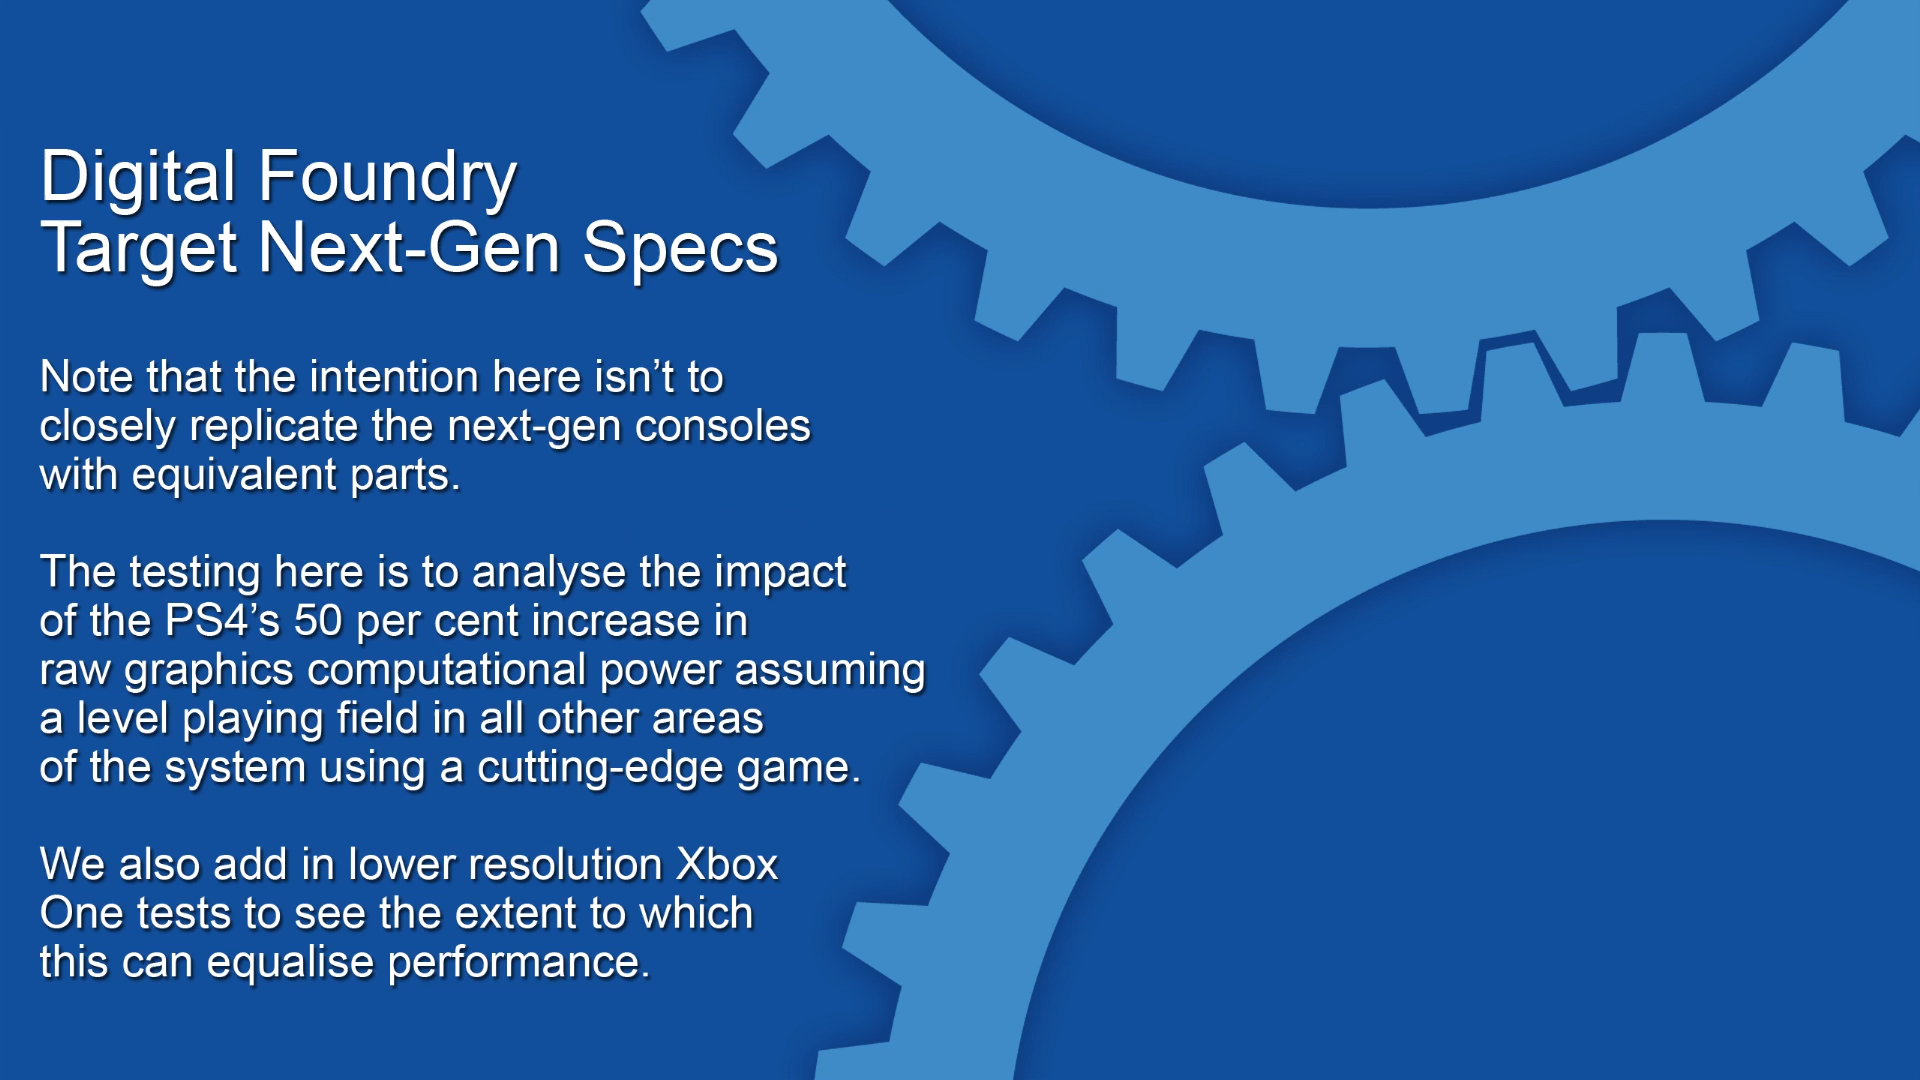 Digital Foundry
Target Next-Gen Specs
Note that the intention here isn’t to
closely replicate the next-gen consoles
with equivalent parts.
The testing here is to analyse the impact
of the PS4’s 50 per cent increase in
raw graphics computational power assuming
a level playing field in all other areas
of the system using a cutting-edge game.
We also add in lower resolution Xbox
One tests to see the extent to which
this can equalise performance.